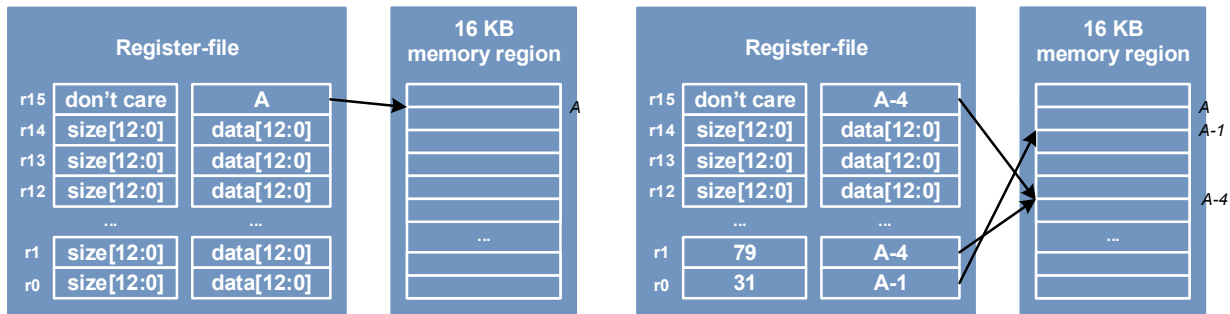 Register-file
16 KB
memory region
r15 don't care A
A
r14 size[12:0] data[12:0]
r13 size[12:0] data[12:0]
r12 size[12:0] data[12:0]
... ...
...
r1 size[12:0] data[12:0]
r0 size[12:0] data[12:0]
Register-file
16 KB
memory region
r15 don't care A-4
A
r14 size[12:0] data[12:0]
A-1
r13 size[12:0] data[12:0]
r12 size[12:0] data[12:0]
A-4
... ...
...
r1 79 A-4
r0 31 A-1